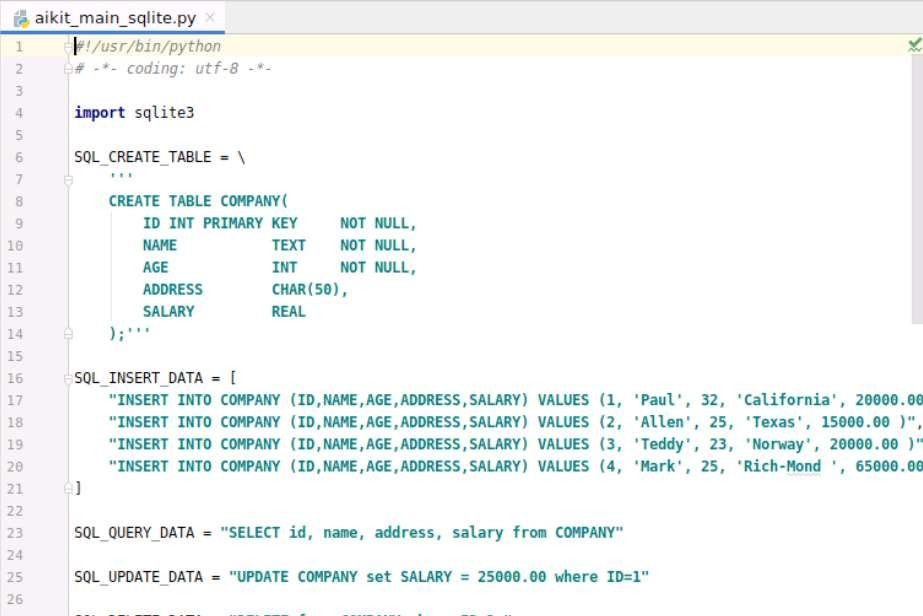 aikit_main_sqlite.py
1 #!/usr/bin/python
2 # -*- coding: utf-8 -*-
3
4 import sqlite3
5
6 SQL_CREATE_TABLE = \
7 '''
8 CREATE TABLE COMPANY(
9 ID INT PRIMARY KEY NOT NULL,
10 NAME TEXT NOT NULL,
11 AGE INT NOT NULL,
12 ADDRESS CHAR(50),
13 SALARY REAL
14 );'''
15
16 SQL_INSERT_DATA = [
17 "INSERT INTO COMPANY (ID,NAME,AGE,ADDRESS,SALARY) VALUES (1, 'Paul', 32, 'California', 20000.00
18 "INSERT INTO COMPANY (ID,NAME,AGE,ADDRESS,SALARY) VALUES (2, 'Allen', 25, 'Texas', 15000.00 )",
19 "INSERT INTO COMPANY (ID,NAME,AGE,ADDRESS,SALARY) VALUES (3, 'Teddy', 23, 'Norway', 20000.00 )"
20 "INSERT INTO COMPANY (ID,NAME,AGE,ADDRESS,SALARY) VALUES (4, 'Mark', 25, 'Rich-Mond ', 65000.00
21 ]
22
23 SQL_QUERY_DATA = "SELECT id, name, address, salary from COMPANY"
24
25 SQL_UPDATE_DATA = "UPDATE COMPANY set SALARY = 25000.00 where ID=1"
26